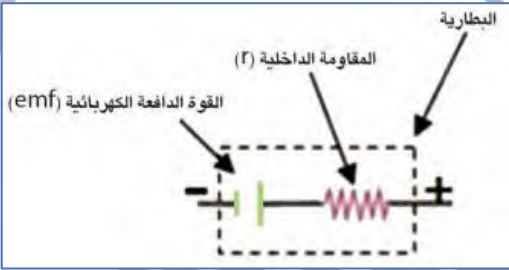 البطارية
المقاومة الداخلية (r)
القوة الدافعة الكهربائية (emf)
- +